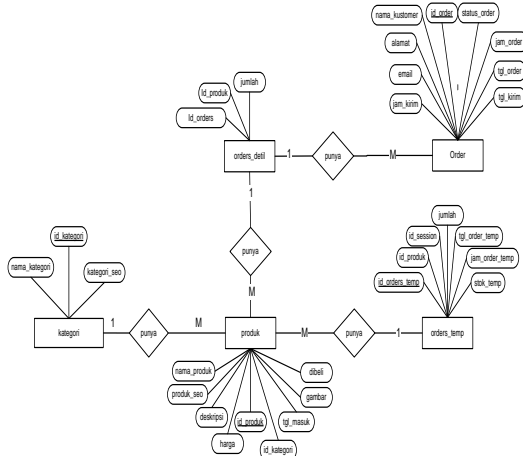 nama_kustomer
id_order
status_order
alamat
jam_order
email
tgl_order
jam_kirim
tgl_kirim
jumlah
Id_produk
Id_orders
orders_detil
1
punya
M
Order
1
punya
M
id_kategori
nama_kategori
kategori_seo
jumlah
id_session
tgl_order_temp
id_produk
jam_order_temp
id_orders_temp
stok_temp
kategori
1
punya
M
produk
M
punya
1
orders_temp
nama_produk
dibeli
produk_seo
gambar
deskripsi
id_produk
tgl_masuk
harga
id_kategori